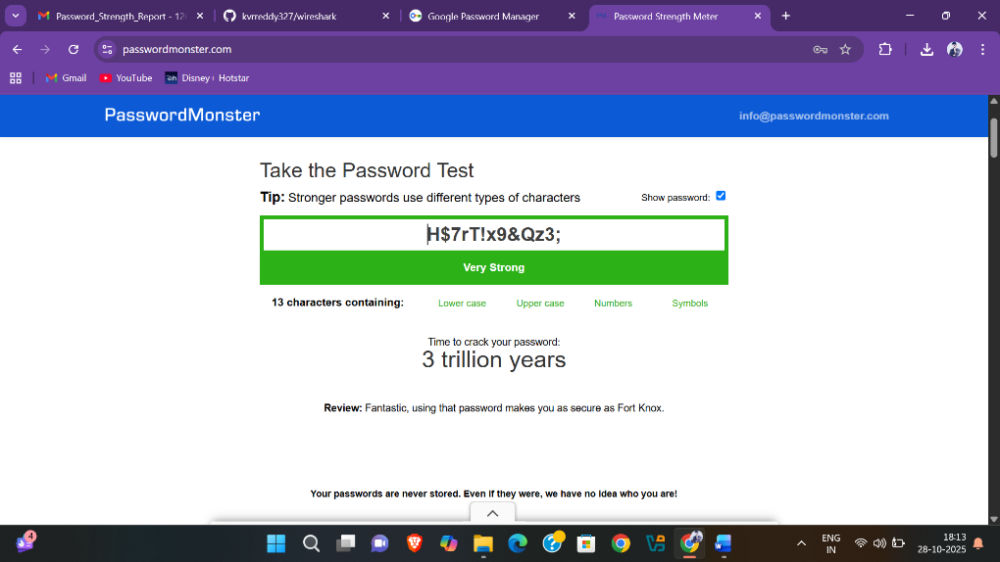 Password_Strength_Report - 12
kvrreddy327/wireshark
Google Password Manager
Password Strength Meter
passwordmonster.com
Gmail
YouTube
Disney+ Hotstar
PasswordMonster
info@passwordmonster.com
Take the Password Test
Tip: Stronger passwords use different types of characters
Show password:
H$7rT!x9&Qz3;
Very Strong
13 characters containing:
Lower case
Upper case
Numbers
Symbols
Time to crack your password:
3 trillion years
Review: Fantastic, using that password makes you as secure as Fort Knox.
Your passwords are never stored. Even if they were, we have no idea who you are!
4
ENG
IN
18:13
28-10-2025